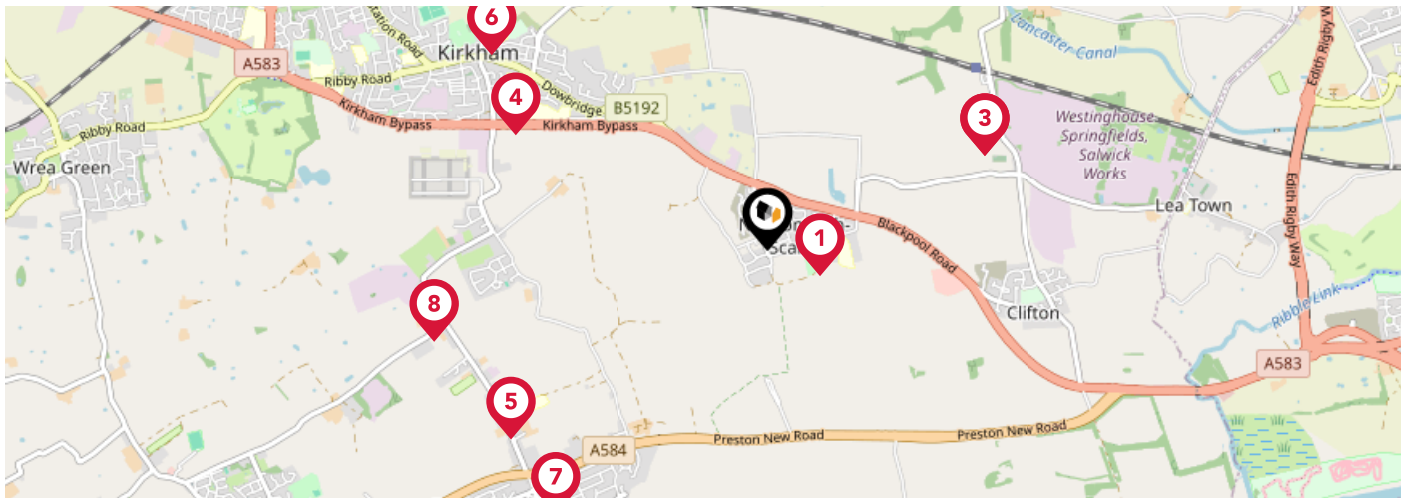 6
Station Road
Kirkham
A583
Ribby Road
Dowbridge
B5192
4
Kirkham Bypass
Kirkham Bypass
Ribby Road
Wrea Green
Lancaster Canal
Edith Rigby W
3
Westinghouse
Springfields,
Salwick
Works
Lea Town
Edith Rigby Way
1
Blackpool Road
8
Clifton
Ribble Link
A583
5
A584
Preston New Road
Preston New Road
7